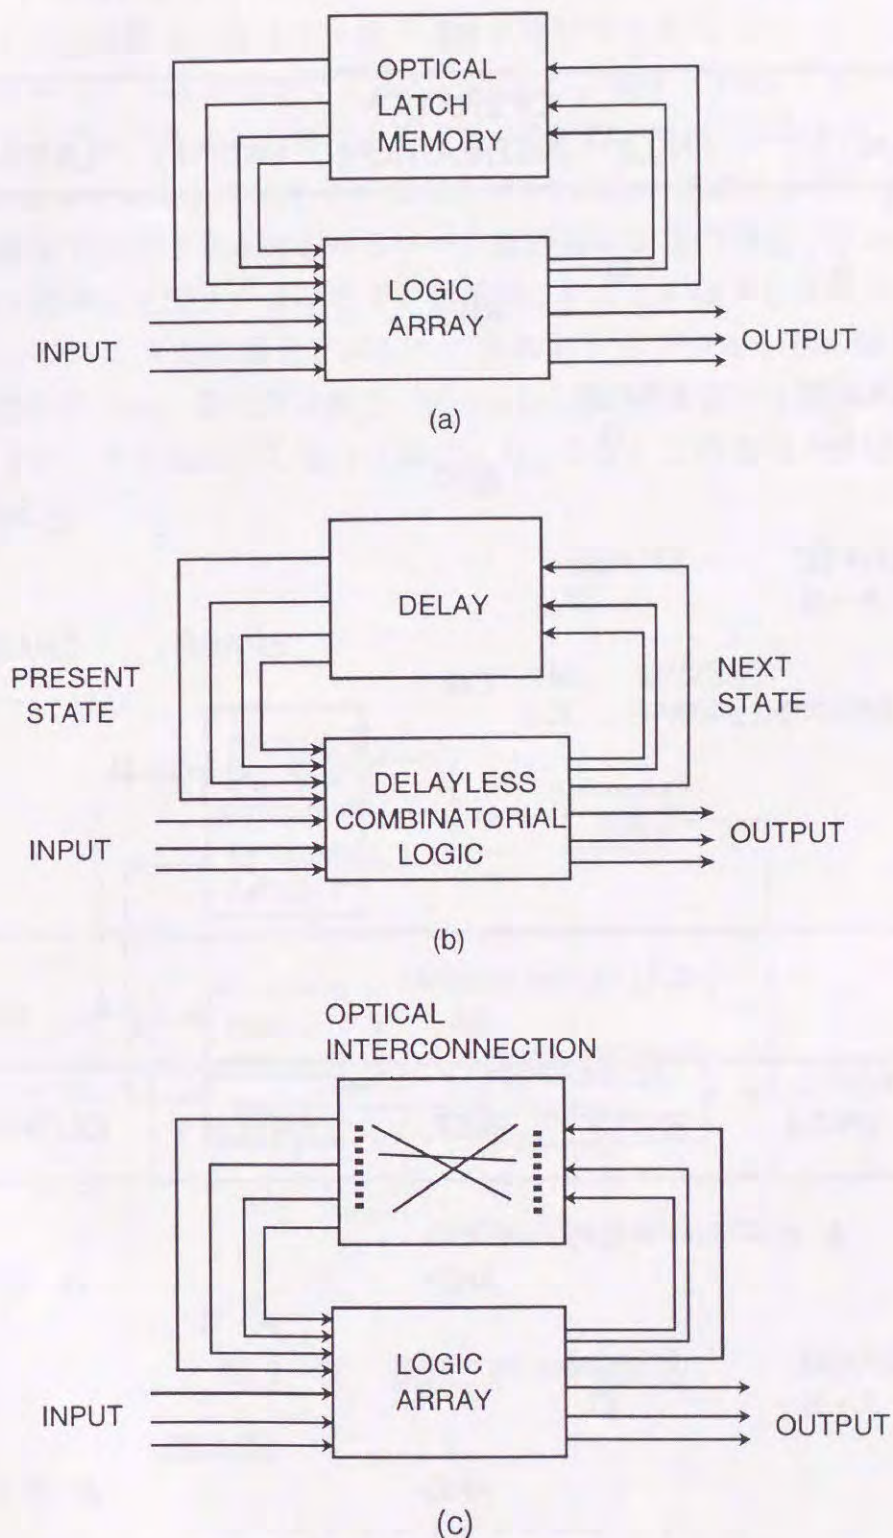 OPTICAL
LATCH
MEMORY
LOGIC
ARRAY
INPUT
OUTPUT
(a)
DELAY
PRESENT
STATE
NEXT
STATE
DELAYLESS
COMBINATORIAL
LOGIC
INPUT
OUTPUT
(b)
OPTICAL
INTERCONNECTION
LOGIC
ARRAY
INPUT
OUTPUT
(c)